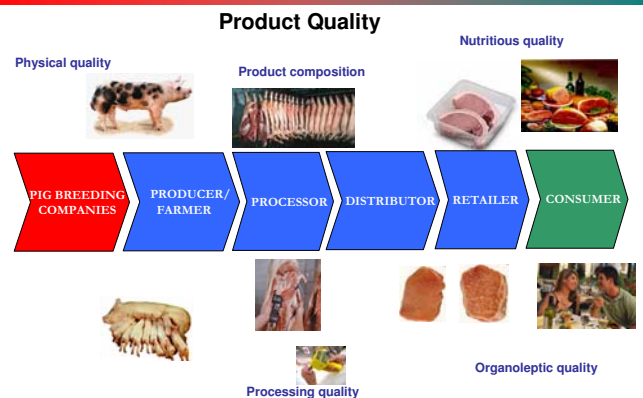 Product Quality
Nutritious quality
Physical quality
Product composition
PIG BREEDING
COMPANIES
PRODUCER/
FARMER
PROCESSOR
DISTRIBUTOR
RETAILER
CONSUMER
Organoleptic quality
Processing quality